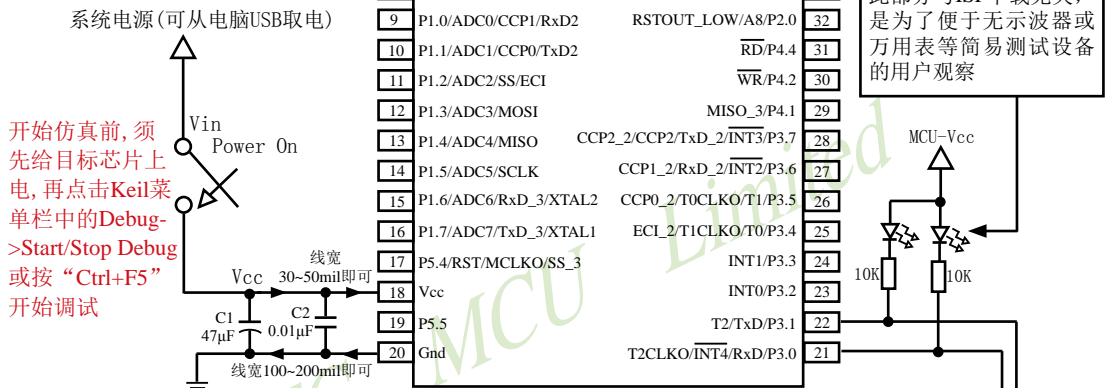 系统电源(可从电脑USB取电)
Vin
Power On
开始仿真前,须
先给目标芯片上
电,再点击Keil菜
单栏中的Debug-
>Start/Stop Debug
或按“Ctrl+F5”
开始调试
Vcc
线宽
30~50mil即可
C1
47μF
C2
0.01μF
线宽100~200mil即可
9 P1.0/ADC0/CCP1/RxD2
10 P1.1/ADC1/CCP0/TxD2
11 P1.2/ADC2/SS/ECI
12 P1.3/ADC3/MOSI
13 P1.4/ADC4/MISO
14 P1.5/ADC5/SCLK
15 P1.6/ADC6/RxD_3/XTAL2
16 P1.7/ADC7/TxD_3/XTAL1
17 P5.4/RST/MCLKO/SS_3
18 Vcc
19 P5.5
20 Gnd
RSTOUT_LOW/A8/P2.0 32
RD/P4.4 31
WR/P4.2 30
MISO_3/P4.1 29
CCP2_2/CCP2/TxD_2/INT3/P3.7 28
CCP1_2/RxD_2/INT2/P3.6 27
CCP0_2/T0CLKO/T1/P3.5 26
ECI_2/T1CLKO/T0/P3.4 25
INT1/P3.3 24
INT0/P3.2 23
T2/TxD/P3.1 22
T2CLKO/INT4/RxD/P3.0 21
是为了便于无示波器或
万用表等简易测试设备
的用户观察
MCU-Vcc
10K
10K
MCU Limited